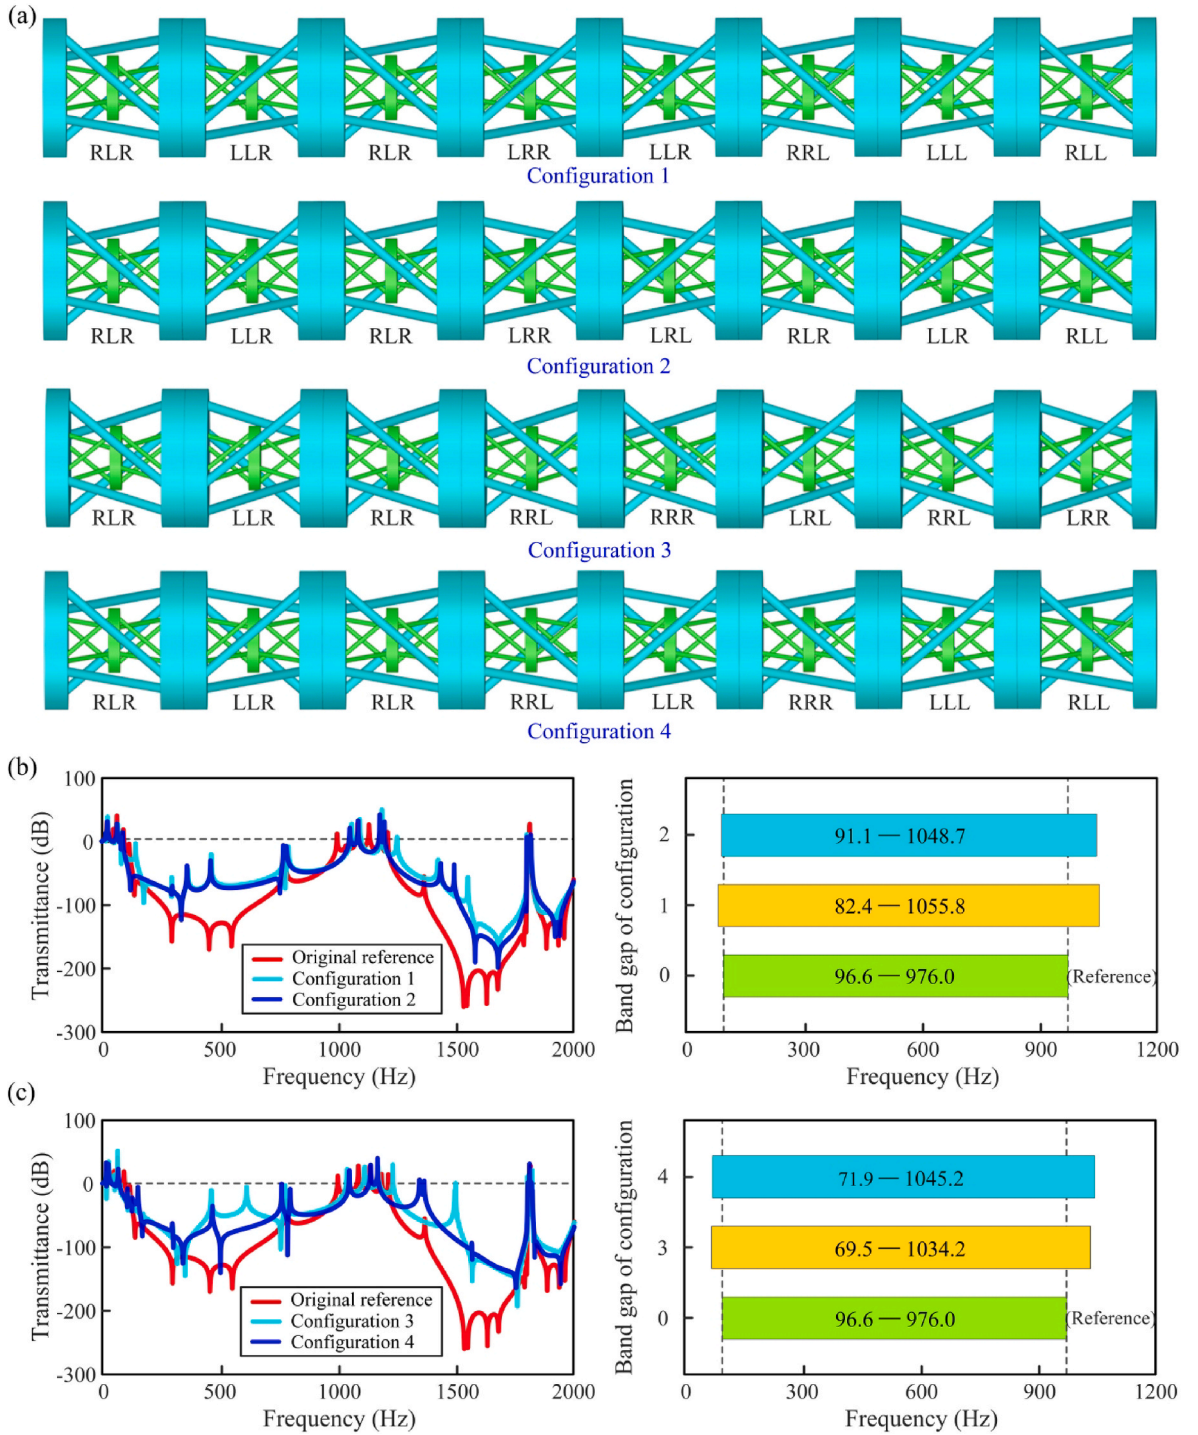 (a)
RLR LLR RLR LRR LLR RRL LLL RLL
Configuration 1
RLR LLR RLR LRR LRL RLR LLR RLL
Configuration 2
RLR LLR RLR RRL RRR LRL RRL LRR
Configuration 3
RLR LLR RLR RRL LLR RRR LLL RLL
Configuration 4
(b)
Transmittance (dB)
100
0
-100
-200
-300
Original reference
Configuration 1
Configuration 2
0 500 1000 1500 2000
Frequency (Hz)
Band gap of configuration
2
91.1 — 1048.7
1
82.4 — 1055.8
0
96.6 — 976.0
(Reference)
0 300 600 900 1200
Frequency (Hz)
(c)
Transmittance (dB)
100
0
-100
-200
-300
Original reference
Configuration 3
Configuration 4
0 500 1000 1500 2000
Frequency (Hz)
Band gap of configuration
4
71.9 — 1045.2
3
69.5 — 1034.2
0
96.6 — 976.0
(Reference)
0 300 600 900 1200
Frequency (Hz)